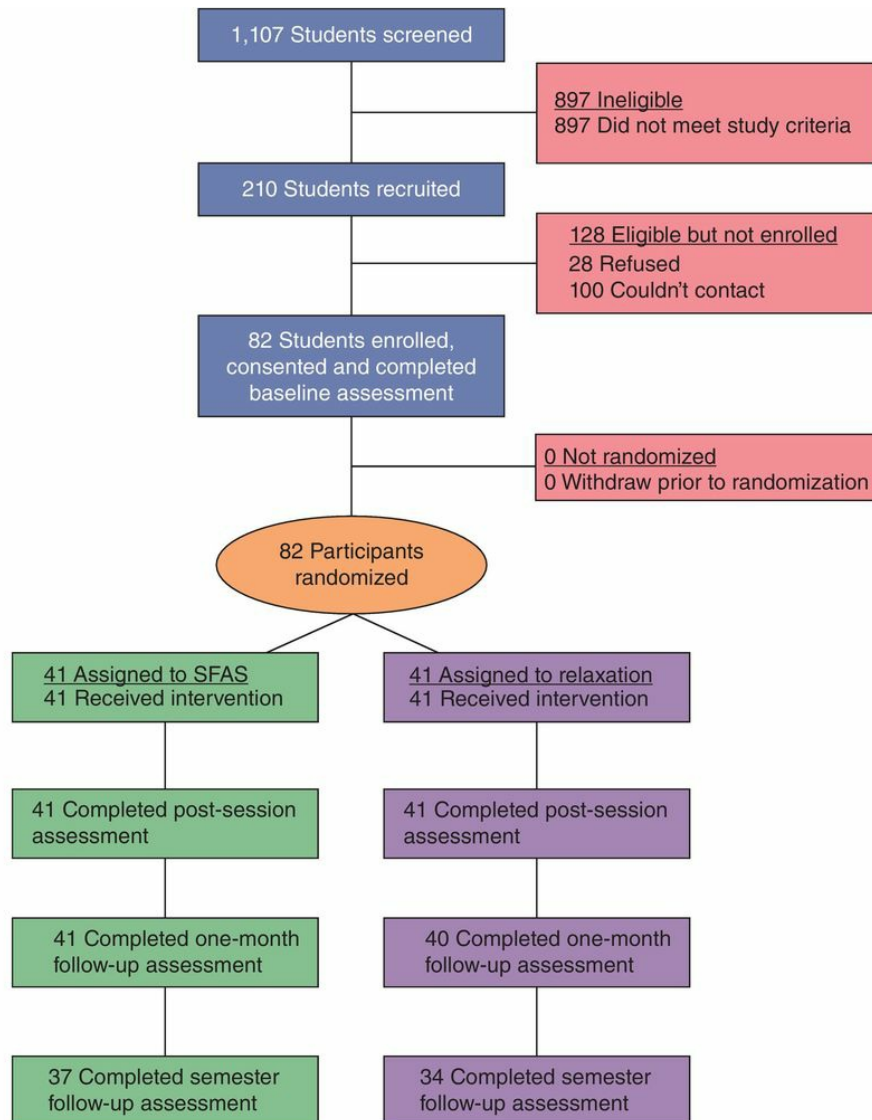 1,107 Students screened
897 Ineligible
897 Did not meet study criteria
210 Students recruited
128 Eligible but not enrolled
28 Refused
100 Couldn't contact
82 Students enrolled,
consented and completed
baseline assessment
0 Not randomized
0 Withdraw prior to randomization
82 Participants
randomized
41 Assigned to SFAS
41 Received intervention
41 Assigned to relaxation
41 Received intervention
41 Completed post-session
assessment
41 Completed post-session
assessment
41 Completed one-month
follow-up assessment
40 Completed one-month
follow-up assessment
37 Completed semester
follow-up assessment
34 Completed semester
follow-up assessment